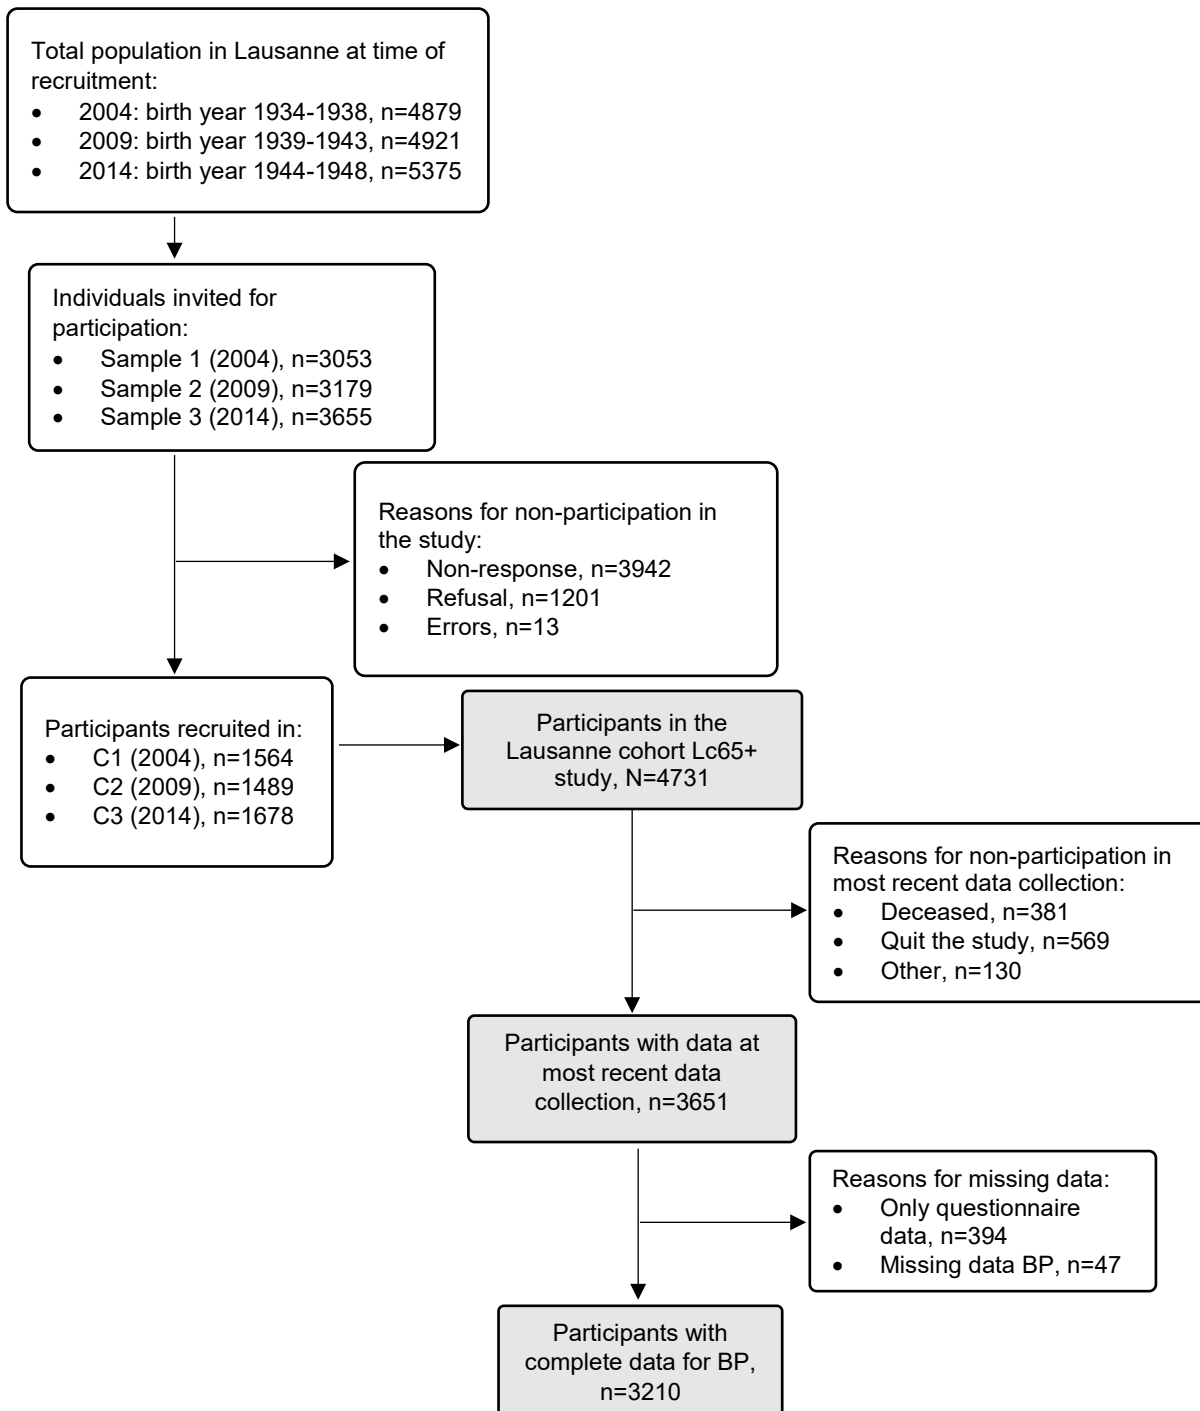 Total population in Lausanne at time of
recruitment:
• 2004: birth year 1934-1938, n=4879
• 2009: birth year 1939-1943, n=4921
• 2014: birth year 1944-1948, n=5375
Individuals invited for
participation:
• Sample 1 (2004), n=3053
• Sample 2 (2009), n=3179
• Sample 3 (2014), n=3655
Reasons for non-participation in
the study:
• Non-response, n=3942
• Refusal, n=1201
• Errors, n=13
Participants recruited in:
• C1 (2004), n=1564
• C2 (2009), n=1489
• C3 (2014), n=1678
Participants in the
Lausanne cohort Lc65+
study, N=4731
Reasons for non-participation in
most recent data collection:
• Deceased, n=381
• Quit the study, n=569
• Other, n=130
Participants with data at
most recent data
collection, n=3651
Reasons for missing data:
• Only questionnaire
data, n=394
• Missing data BP, n=47
Participants with
complete data for BP,
n=3210